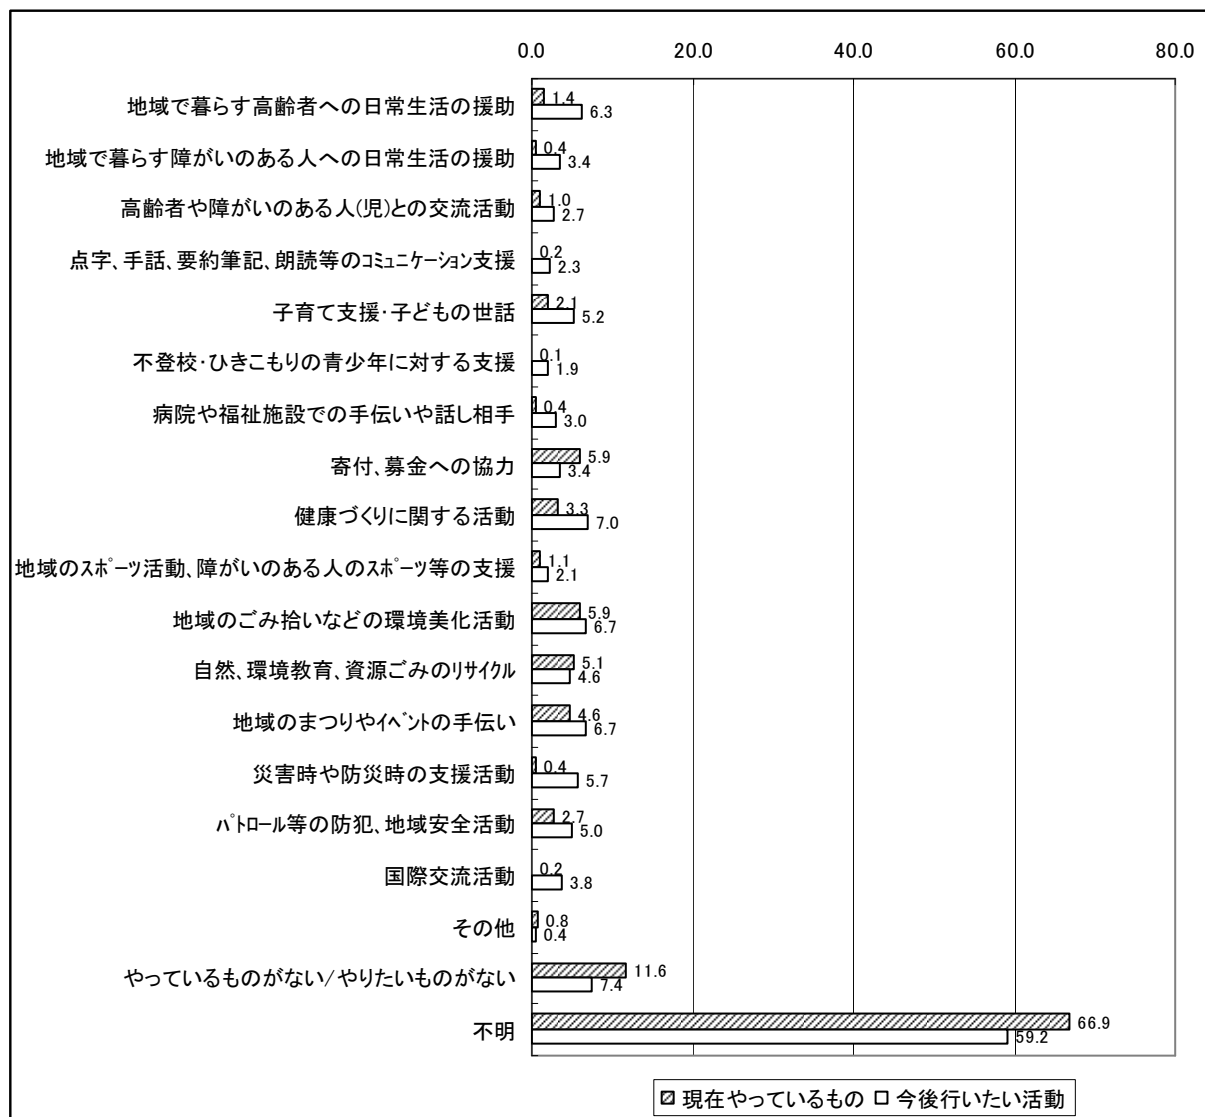 0.0 20.0 40.0 60.0 80.0
地域で暮らす高齢者への日常生活の援助 1.4
6.3
地域で暮らす障がいのある人への日常生活の援助 0.4
3.4
高齢者や障がいのある人(児)との交流活動 1.0
2.7
点字、手話、要約筆記、朗読等のｺﾐｭﾆｹｰｼｮﾝ支援 0.2
2.3
子育て支援・子どもの世話 2.1
5.2
不登校・ひきこもりの青少年に対する支援 0.1
1.9
病院や福祉施設での手伝いや話し相手 0.4
3.0
寄付、募金への協力 5.9
3.4
健康づくりに関する活動 3.3
7.0
地域のｽﾎﾟｰﾂ活動、障がいのある人のｽﾎﾟｰﾂ等の支援 1.1
2.1
地域のごみ拾いなどの環境美化活動 5.9
6.7
自然、環境教育、資源ごみのﾘｻｲｸﾙ 5.1
4.6
地域のまつりやｲﾍﾞﾝﾄの手伝い 4.6
6.7
災害時や防災時の支援活動 0.4
5.7
ﾊﾟﾄﾛｰﾙ等の防犯、地域安全活動 2.7
5.0
国際交流活動 0.2
3.8
その他 0.8
0.4
やっているものがない/やりたいものがない 11.6
7.4
不明 66.9
59.2
現在やっているもの 今後行いたい活動